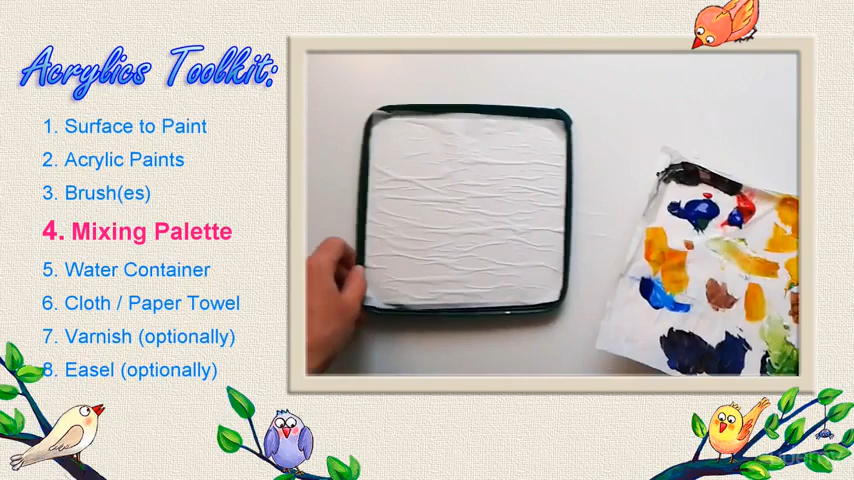 Acrylics Toolkit:
1. Surface to Paint
2. Acrylic Paints
3. Brush(es)
4. Mixing Palette
5. Water Container
6. Cloth / Paper Towel
7. Varnish (optionally)
8. Easel (optionally)